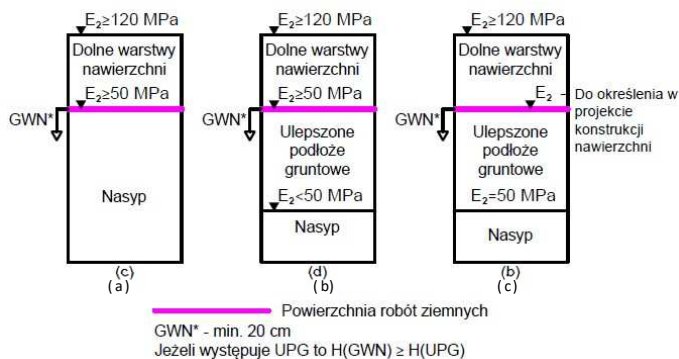 E₂≥120 MPa
Dolne warstwy
nawierzchni
E₂≥50 MPa
GWN*
Nasyp
(c)
(a)
E₂≥120 MPa
Dolne warstwy
nawierzchni
E₂≥50 MPa
Ulepszone
podłoże
gruntowe
E₂<50 MPa
Nasyp
(d)
(b)
E₂≥120 MPa
Dolne warstwy
nawierzchni
E₂ – Do określenia w
projekcie
konstrukcji
nawierzchni
GWN*
Ulepszone
podłoże
gruntowe
E₂=50 MPa
Nasyp
(b)
(c)
Powierzchnia robót ziemnych
GWN* - min. 20 cm
Jeżeli występuje UPG to H(GWN) ≥ H(UPG)